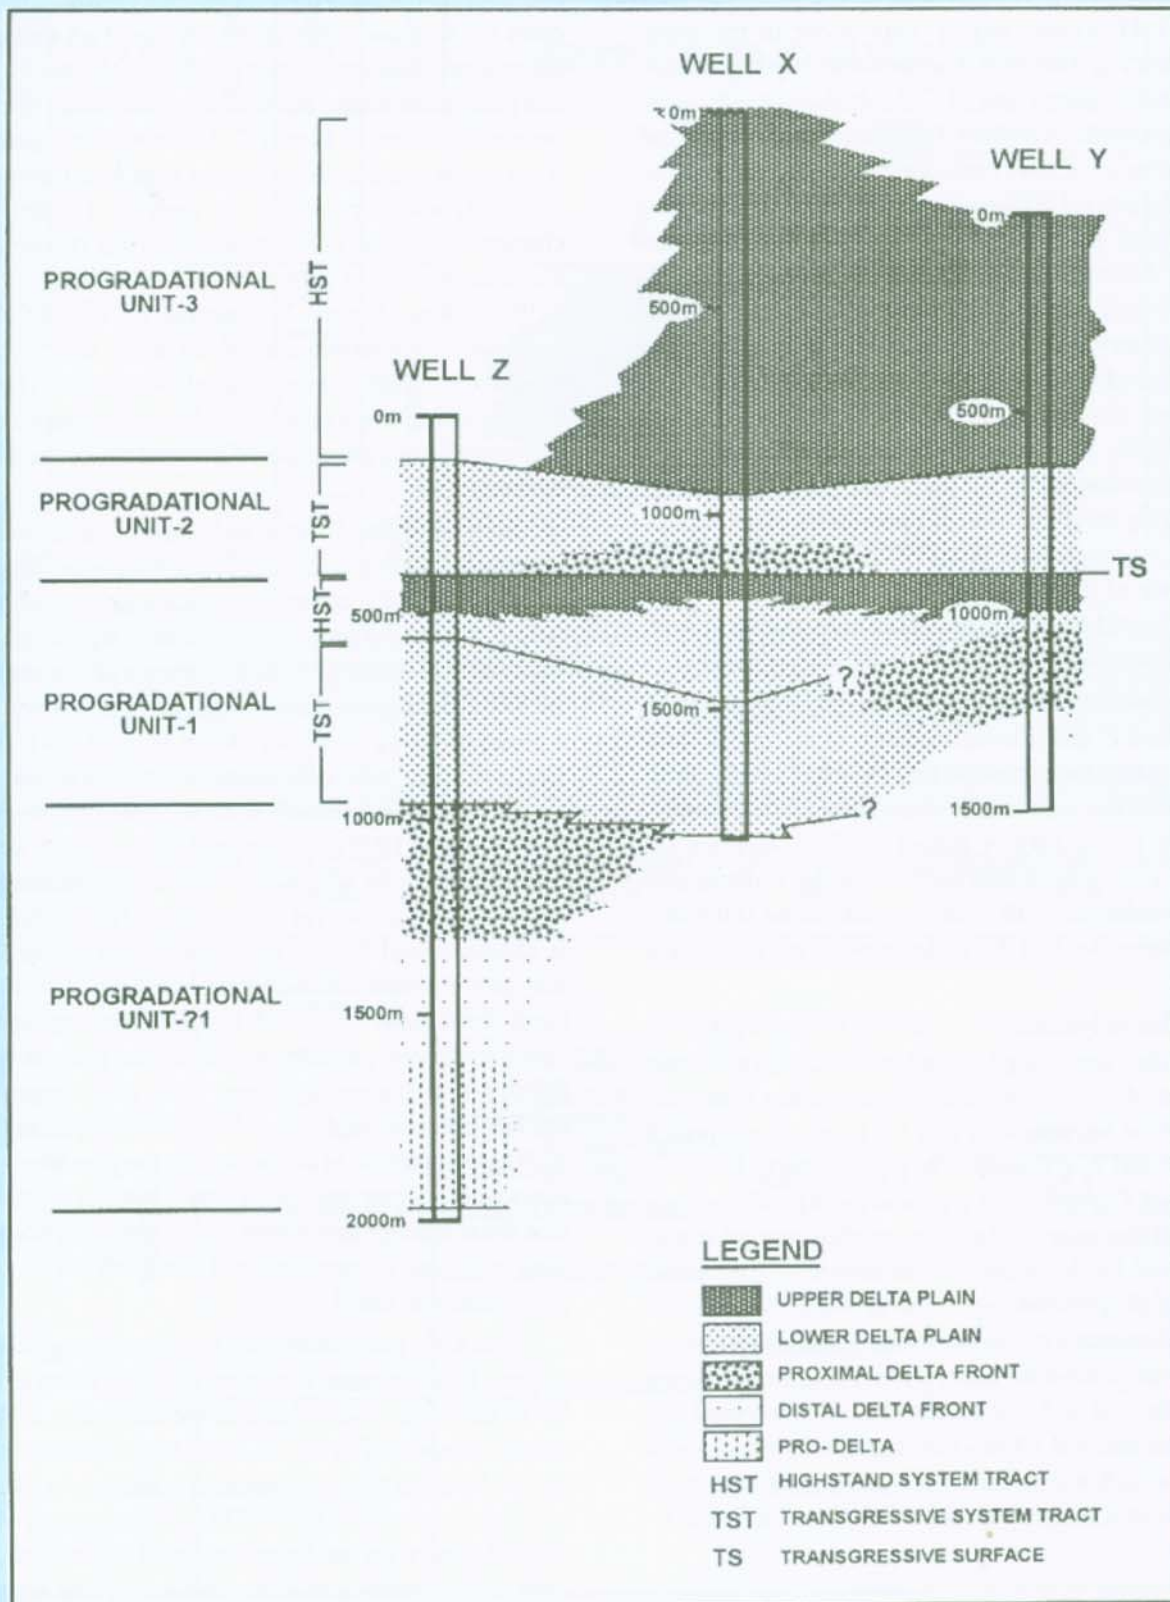 WELL X
0m
WELL Y
0m
HST
PROGRADATIONAL
UNIT-3
500m
WELL Z
0m
500m
PROGRADATIONAL
UNIT-2
TST
1000m
TS
HST
500m
1000m
PROGRADATIONAL
UNIT-1
TST
?
1500m
1000m
?
1500m
PROGRADATIONAL
UNIT-?1
1500m
2000m
LEGEND
UPPER DELTA PLAIN
LOWER DELTA PLAIN
PROXIMAL DELTA FRONT
DISTAL DELTA FRONT
PRO- DELTA
HST HIGHSTAND SYSTEM TRACT
TST TRANSGRESSIVE SYSTEM TRACT
TS TRANSGRESSIVE SURFACE